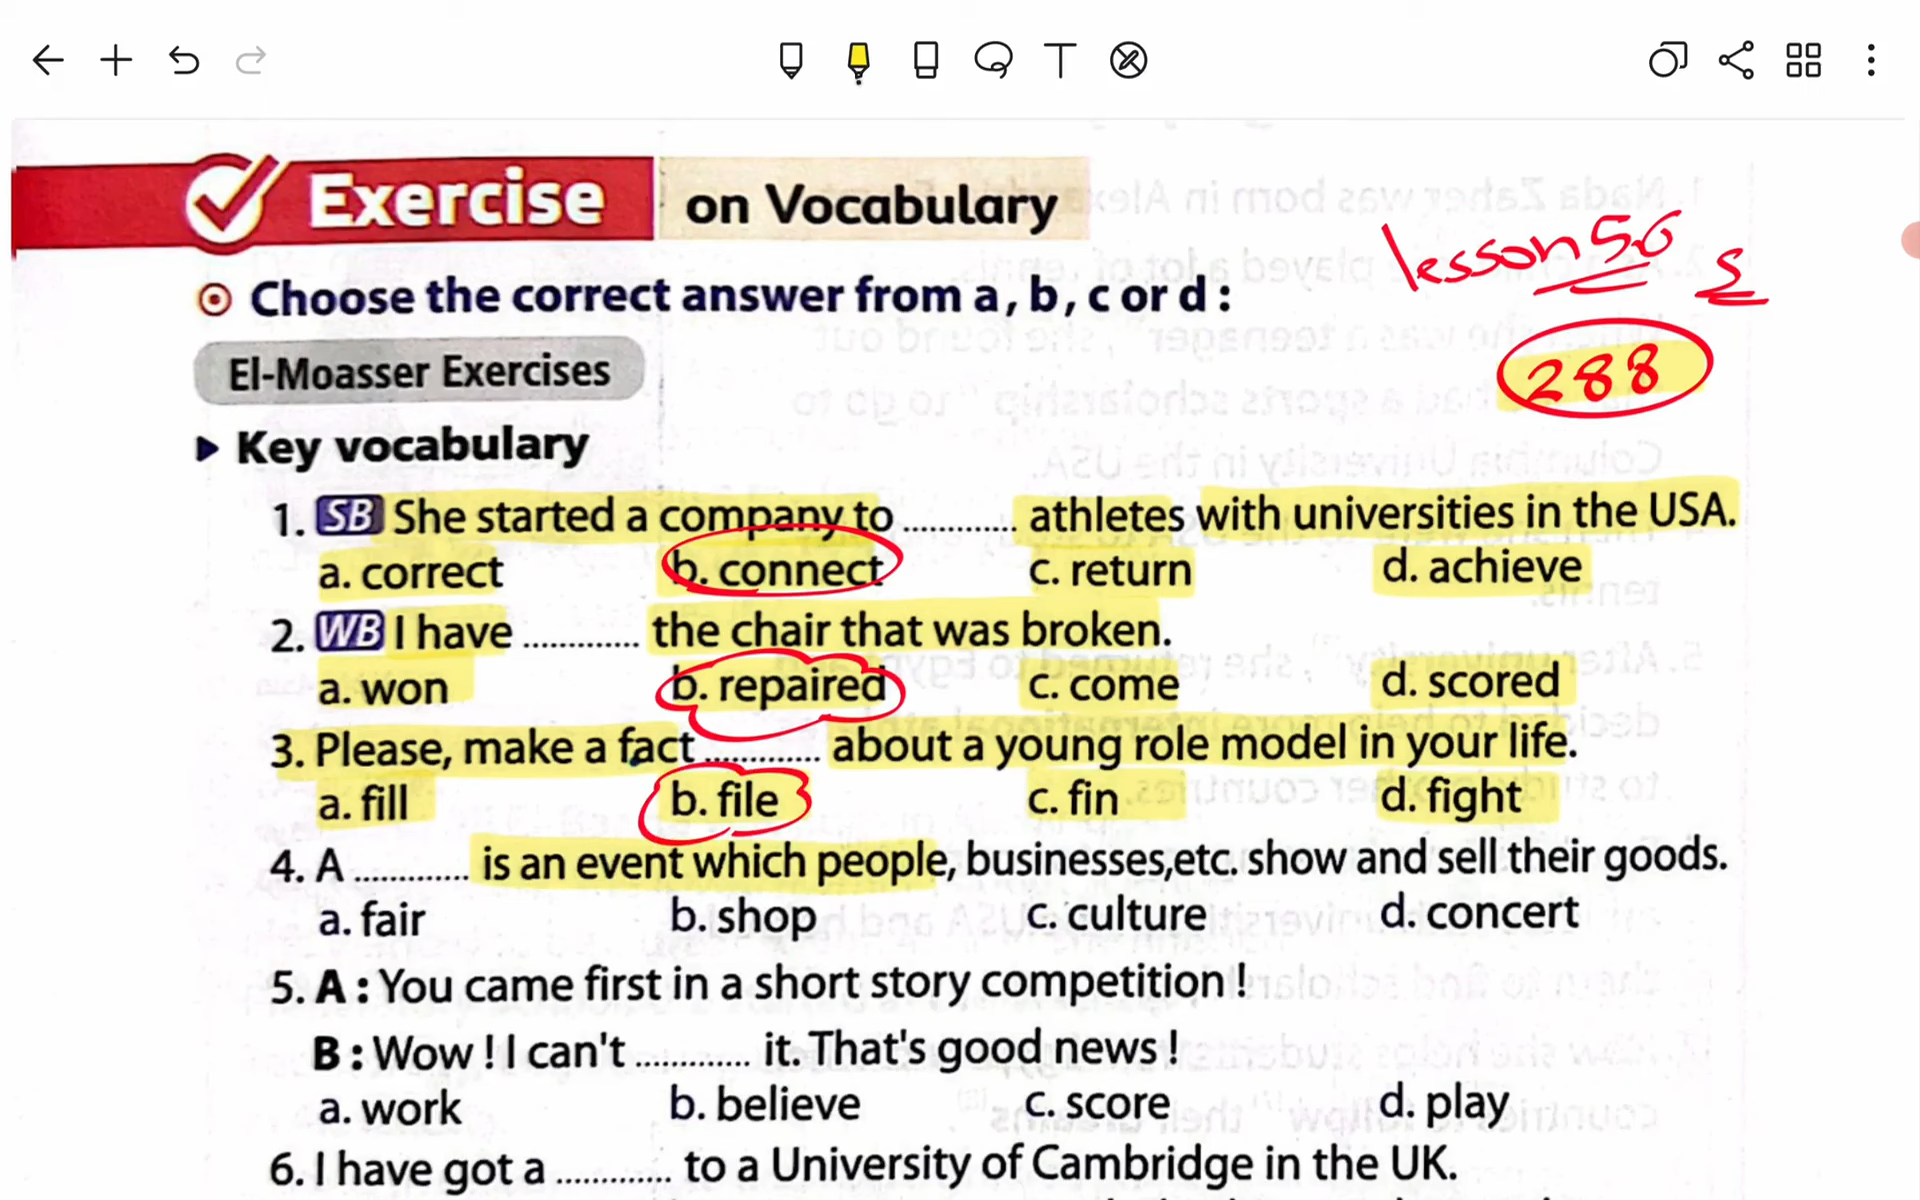 Exercise on Vocabulary
lesson 5.6 S
Choose the correct answer from a, b, c or d :
288
El-Moasser Exercises
Key vocabulary
1. SB She started a company to ............ athletes with universities in the USA.
a. correct b. connect c. return d. achieve
2. WB I have ............ the chair that was broken.
a. won b. repaired c. come d. scored
3. Please, make a fact ............ about a young role model in your life.
a. fill b. file c. fin d. fight
4. A ............ is an event which people, businesses,etc. show and sell their goods.
a. fair b. shop c. culture d. concert
5. A : You came first in a short story competition !
B : Wow ! I can't ............ it. That's good news !
a. work b. believe c. score d. play
6. I have got a ............ to a University of Cambridge in the UK.